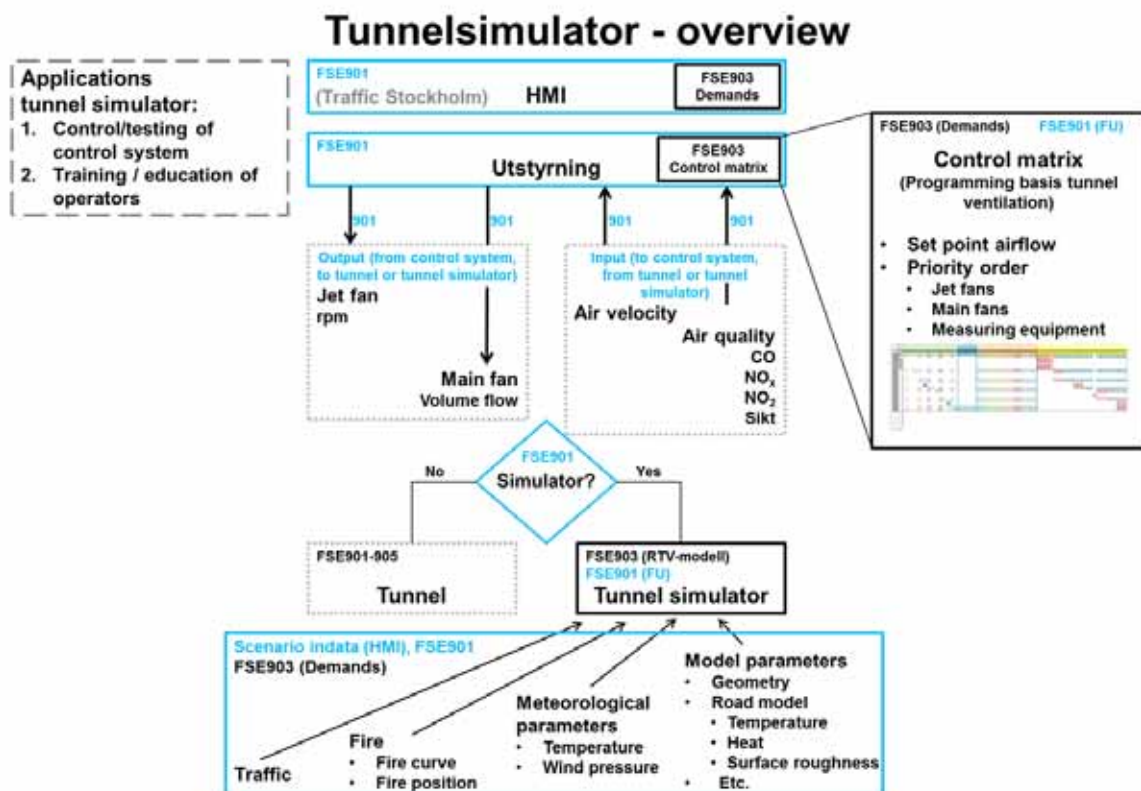 Tunnelsimulator - overview
Applications
tunnel simulator:
1. Control/testing of
control system
2. Training / education of
operators
FSE901
(Traffic Stockholm) HMI
FSE903
Demands
FSE901
Utstyrning
FSE903
Control matrix
901
901
901
901
Output (from control system,
to tunnel or tunnel simulator)
Jet fan
rpm
Main fan
Volume flow
Input (to control system,
from tunnel or tunnel
simulator)
Air velocity
Air quality
CO
NOx
NO2
Sikt
FSE903 (Demands) FSE901 (FU)
Control matrix
(Programming basis tunnel
ventilation)
• Set point airflow
• Priority order
• Jet fans
• Main fans
• Measuring equipment
FSE901
Simulator?
No
Yes
FSE901-905
Tunnel
FSE903 (RTV-modell)
FSE901 (FU)
Tunnel simulator
Scenario indata (HMI), FSE901
FSE903 (Demands)
Traffic
Fire
• Fire curve
• Fire position
Meteorological
parameters
• Temperature
• Wind pressure
Model parameters
• Geometry
• Road model
• Temperature
• Heat
• Surface roughness
• Etc.